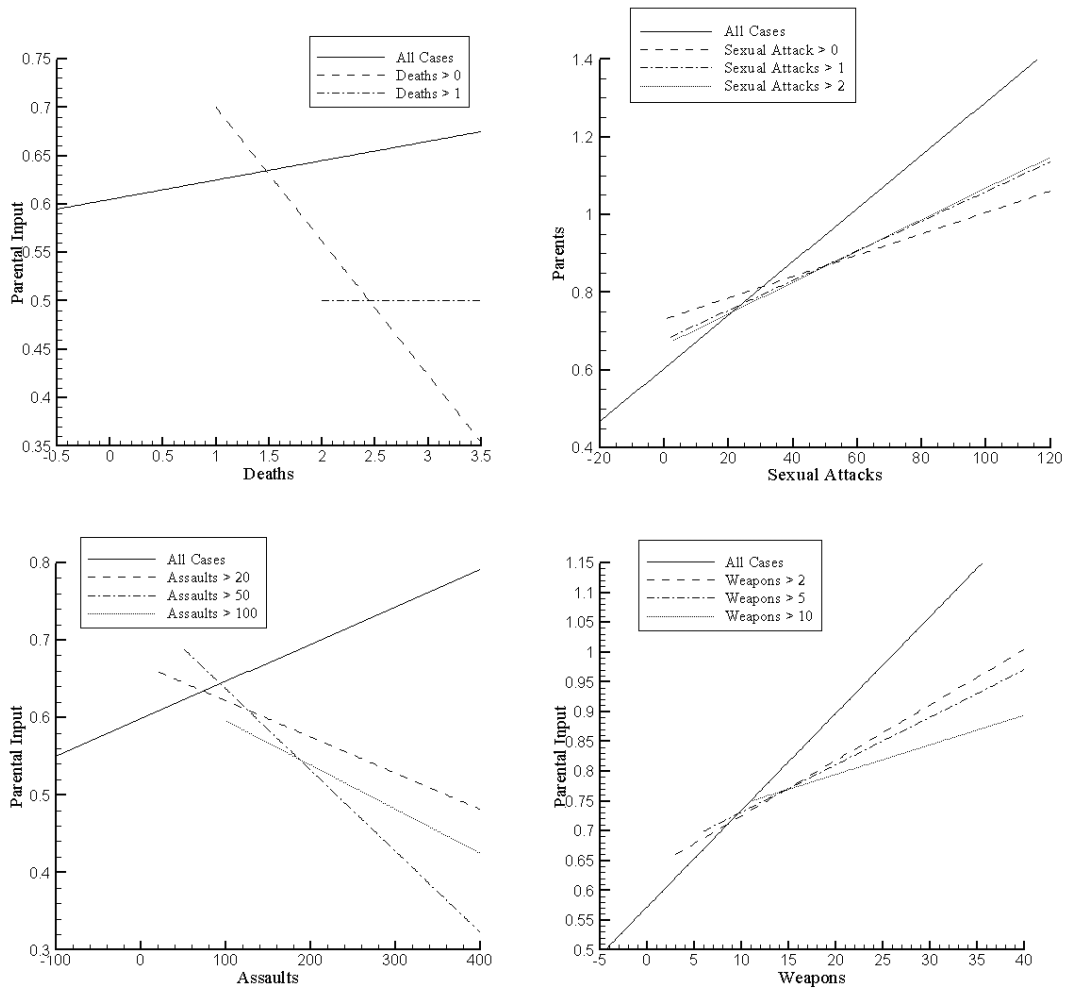 All Cases
Deaths > 0
Deaths > 1
0.75
0.7
0.65
0.6
0.55
0.5
0.45
0.4
0.35
Parental Input
-0.5
0
0.5
1
1.5
2
2.5
3
3.5
Deaths
All Cases
Sexual Attack > 0
Sexual Attacks > 1
Sexual Attacks > 2
1.4
1.2
1
0.8
0.6
0.4
Parents
-20
0
20
40
60
80
100
120
Sexual Attacks
All Cases
Assaults > 20
Assaults > 50
Assaults > 100
0.8
0.7
0.6
0.5
0.4
0.3
Parental Input
-100
0
100
200
300
400
Assaults
All Cases
Weapons > 2
Weapons > 5
Weapons > 10
1.15
1.1
1.05
1
0.95
0.9
0.85
0.8
0.75
0.7
0.65
0.6
0.55
0.5
Parental Input
-5
0
5
10
15
20
25
30
35
40
Weapons